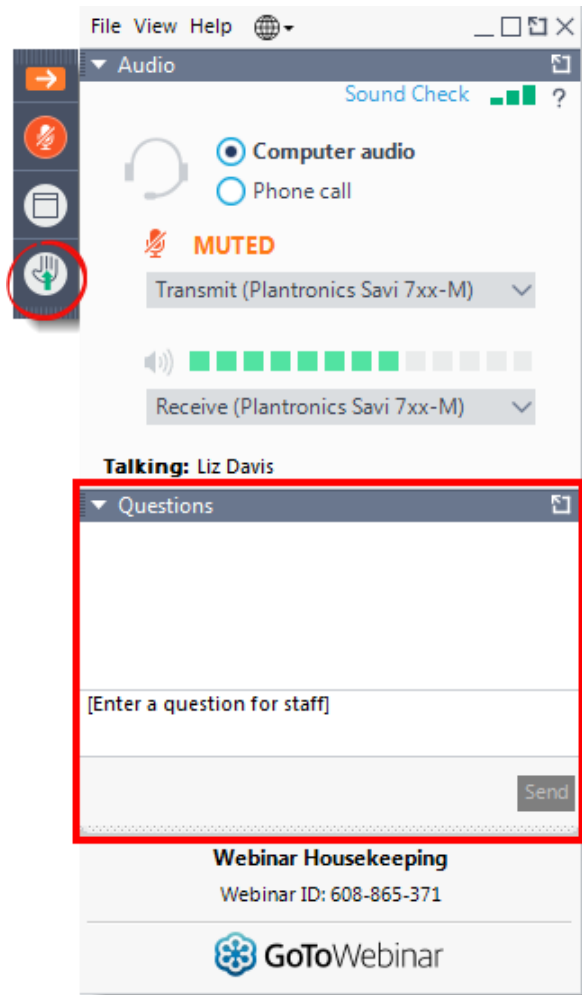 File View Help
Audio
Sound Check ?
Computer audio
Phone call
MUTED
Transmit (Plantronics Savi 7xx-M)
Receive (Plantronics Savi 7xx-M)
Talking: Liz Davis
Questions
[Enter a question for staff]
Send
Webinar Housekeeping
Webinar ID: 608-865-371
GoToWebinar